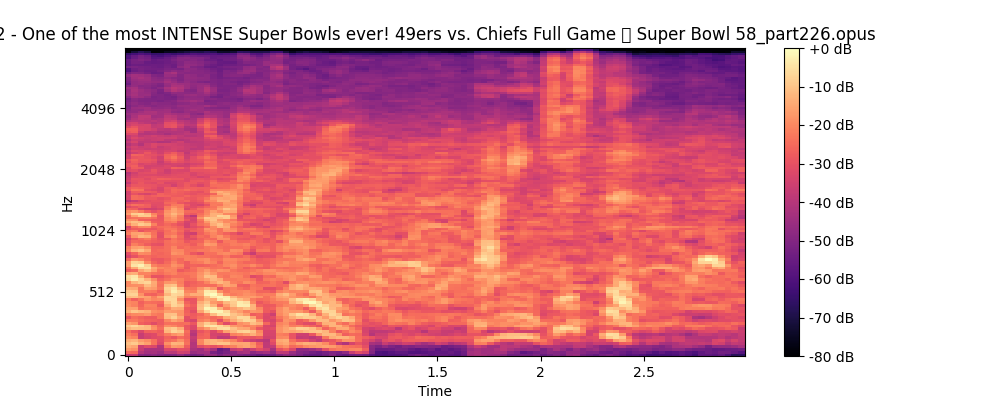 2 - One of the most INTENSE Super Bowls ever! 49ers vs. Chiefs Full Game ▯ Super Bowl 58_part226.opus
+0 dB
-10 dB
-20 dB
-30 dB
-40 dB
-50 dB
-60 dB
-70 dB
-80 dB
4096
2048
1024
512
0
Hz
0
0.5
1
1.5
2
2.5
Time